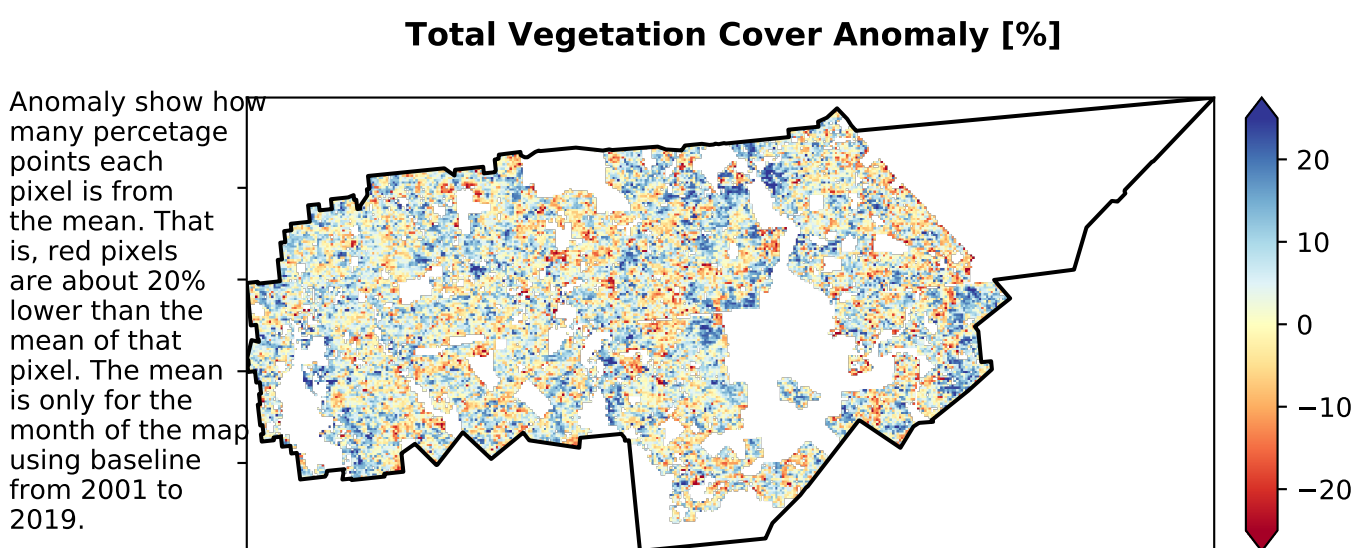 Total Vegetation Cover Anomaly [%]
Anomaly show how
many percetage
points each
pixel is from
the mean. That
is, red pixels
are about 20%
lower than the
mean of that
pixel. The mean
is only for the
month of the map
using baseline
from 2001 to
2019.
20
10
0
−10
−20